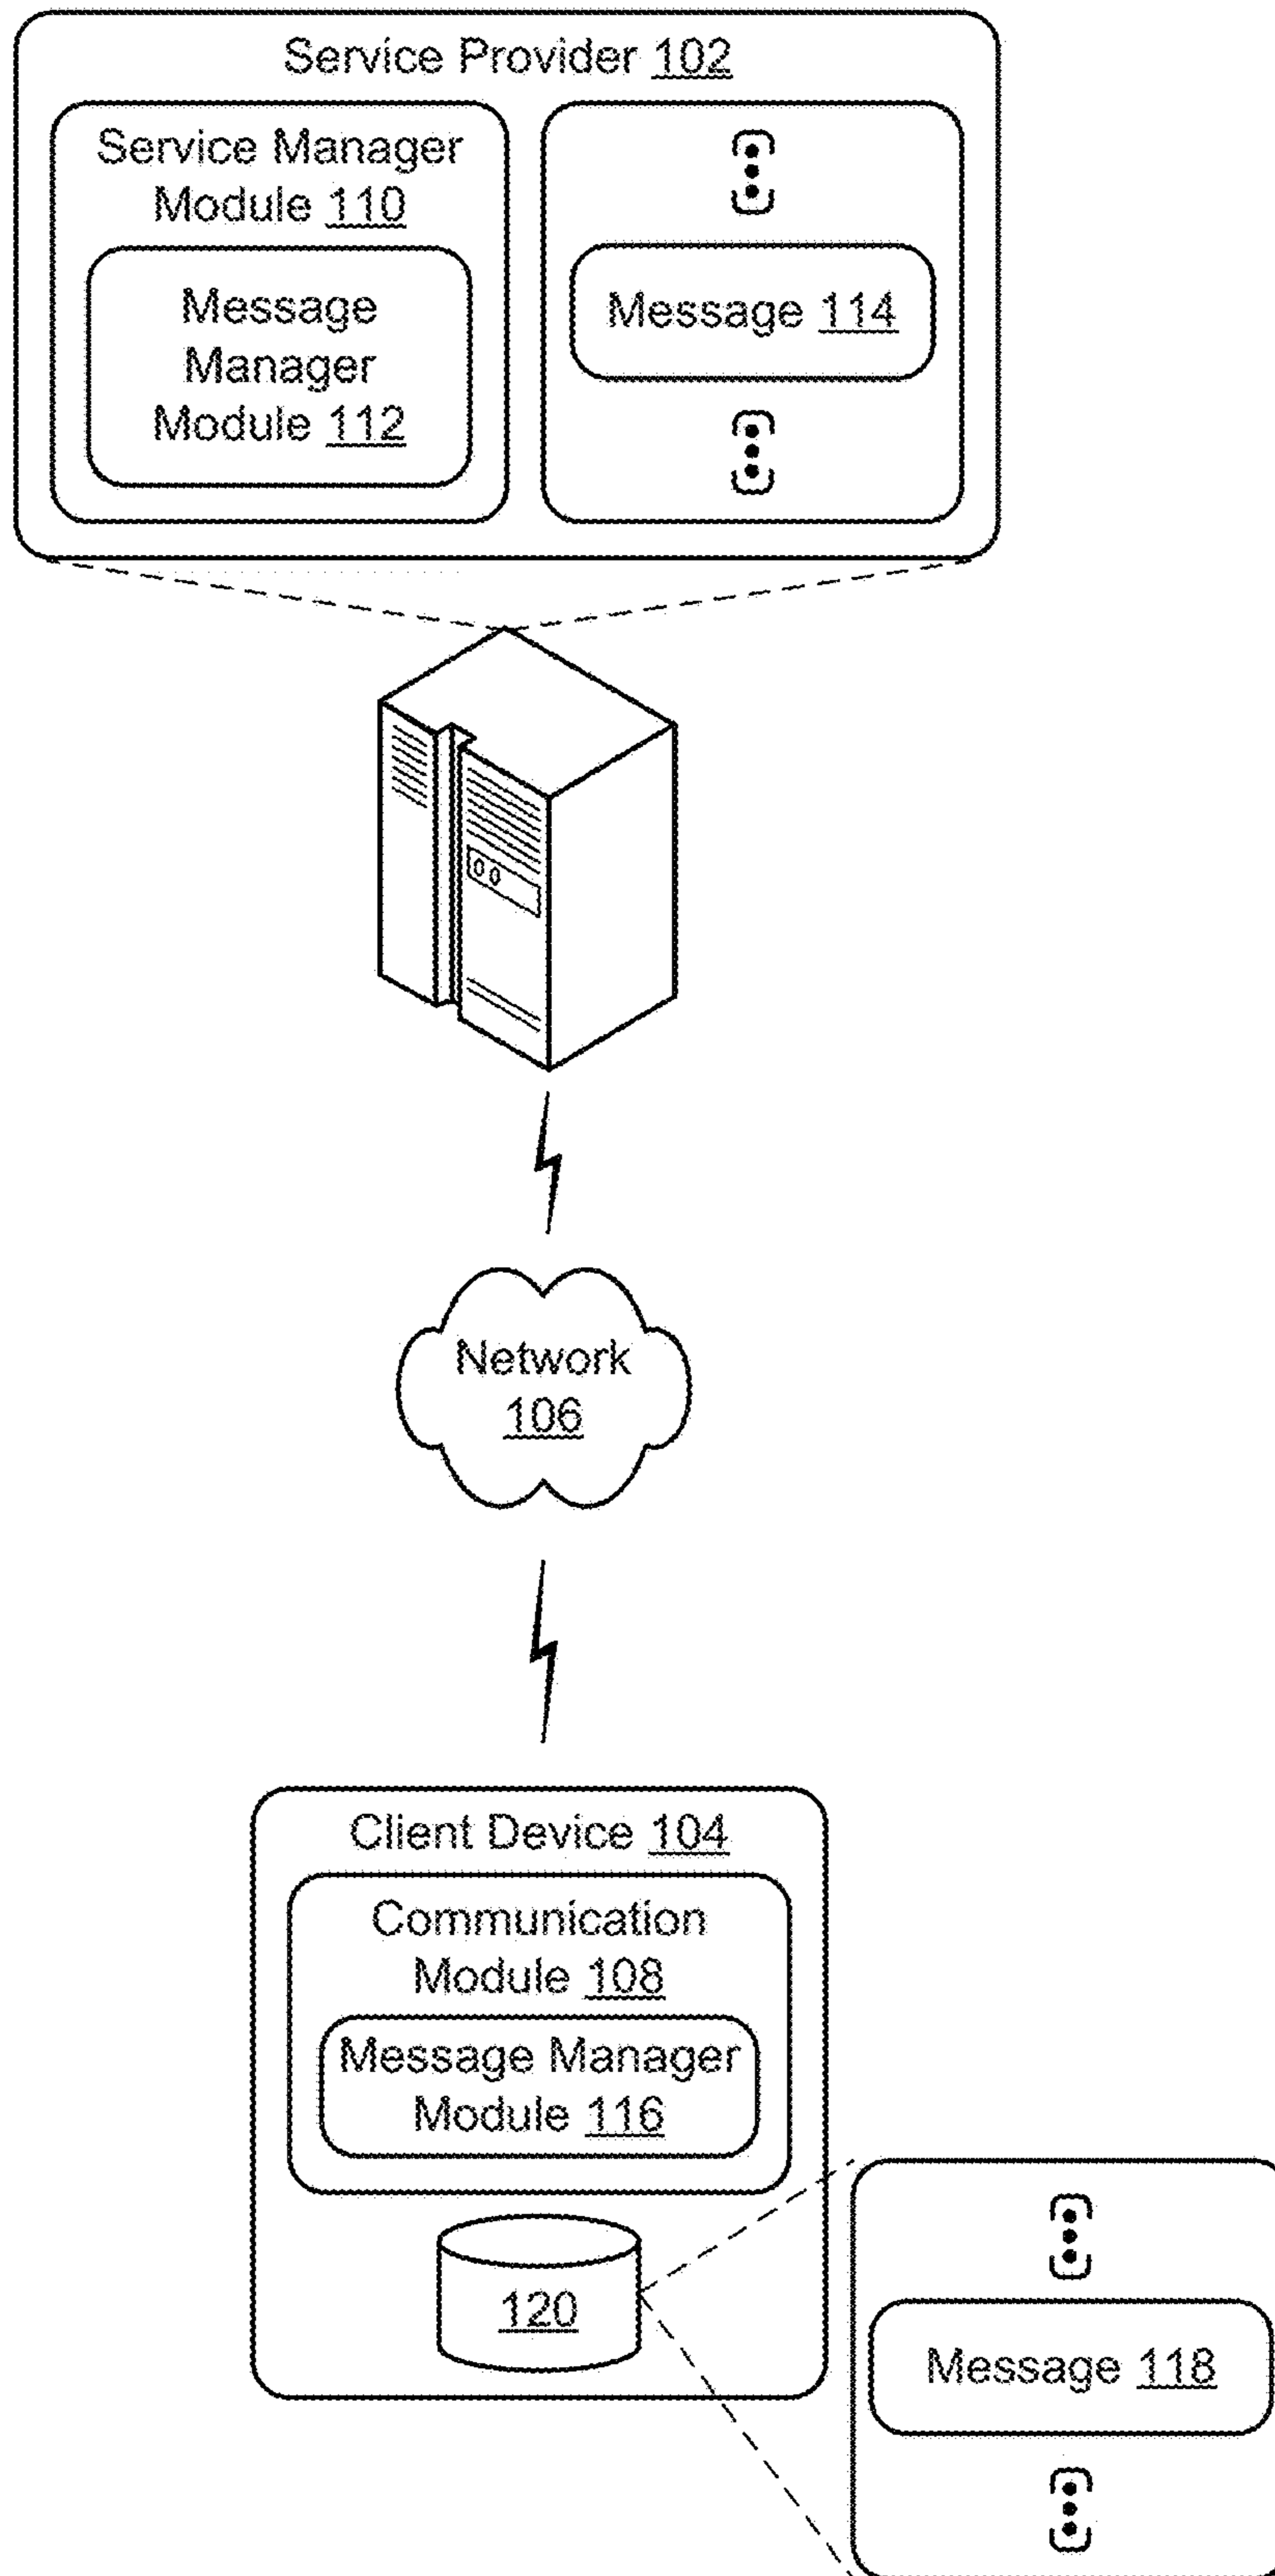 Service Provider 102
Service Manager
Module 110
Message
Manager
Module 112
Message 114
Network
106
Client Device 104
Communication
Module 108
Message Manager
Module 116
120
Message 118